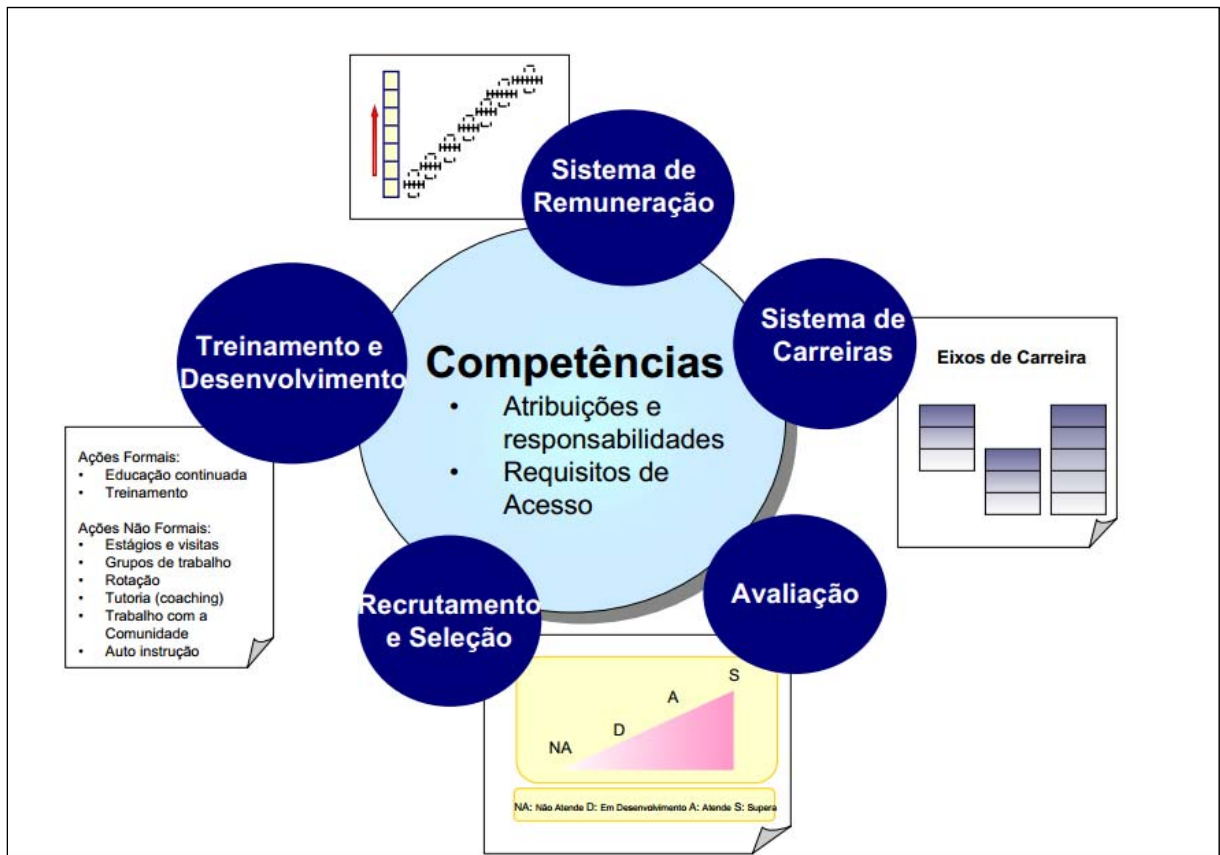 Sistema de
Remuneração
Sistema de
Carreiras
Eixos de Carreira
Treinamento e
Desenvolvimento
Competências
• Atribuições e
responsabilidades
• Requisitos de
Acesso
Ações Formais:
• Educação continuada
• Treinamento
Ações Não Formais:
• Estágios e visitas
• Grupos de trabalho
• Rotação
• Tutoria (coaching)
• Trabalho com a
Comunidade
• Auto instrução
Recrutamento
e Seleção
Avaliação
S
A
D
NA
NA: Não Atende D: Em Desenvolvimento A: Atende S: Supera